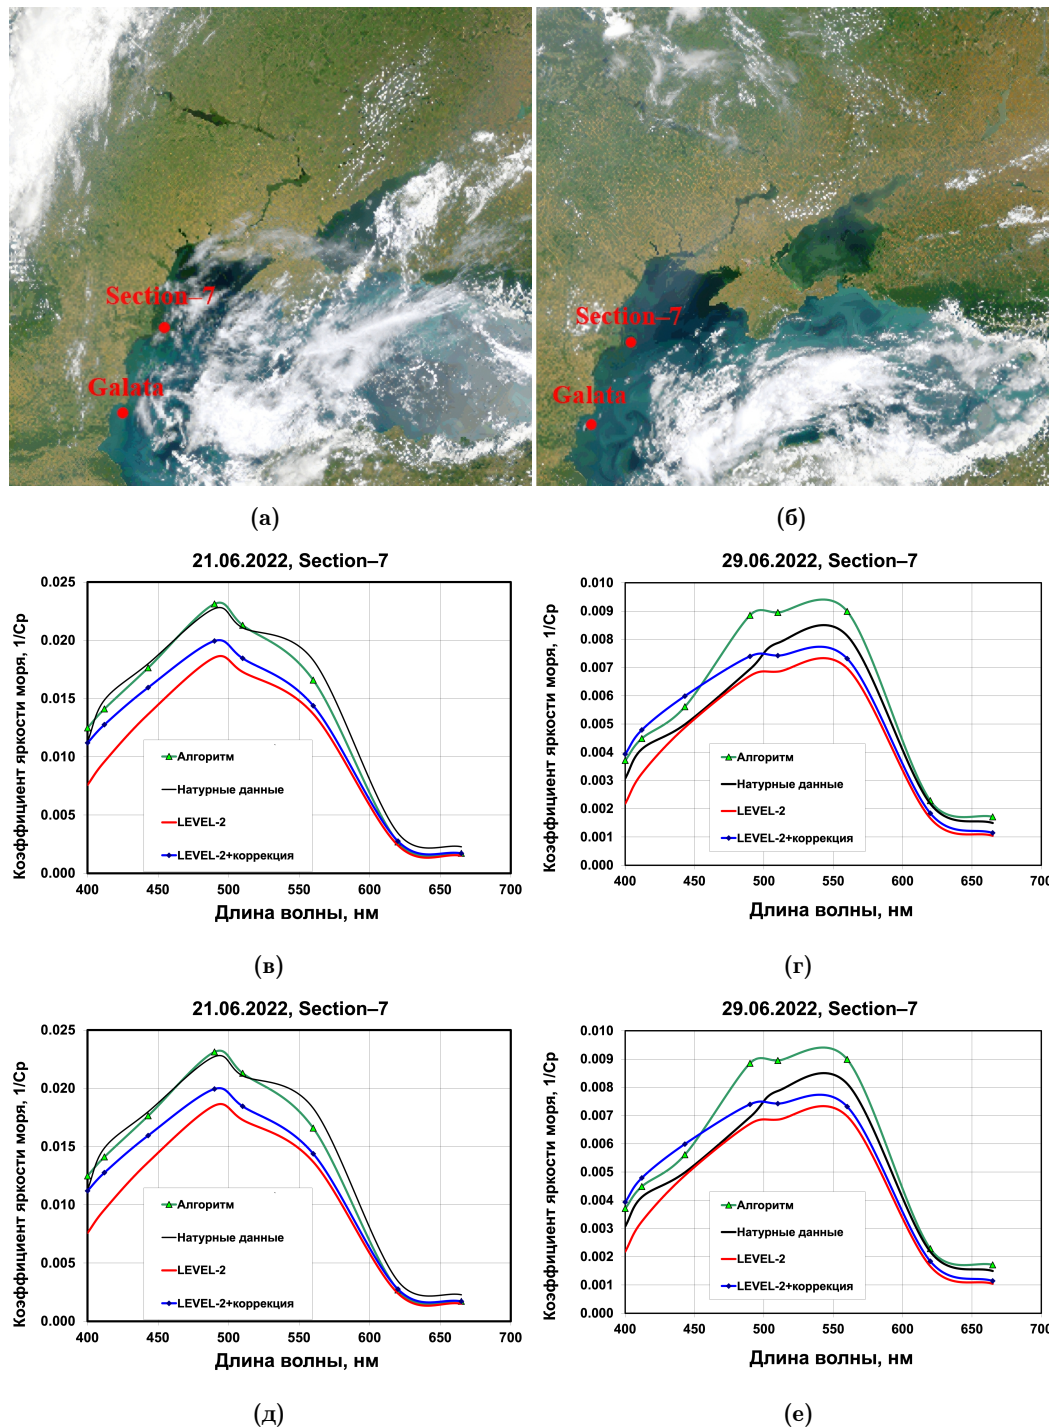 Section–7
Galata
Section–7
Galata
(а)
(б)
21.06.2022, Section–7
Коэффициент яркости моря, 1/Ср
0.025
0.020
0.015
0.010
0.005
0.000
400
450
500
550
600
650
700
Алгоритм
Натурные данные
LEVEL-2
LEVEL-2+коррекция
Длина волны, нм
(в)
29.06.2022, Section–7
Коэффициент яркости моря, 1/Ср
0.010
0.009
0.008
0.007
0.006
0.005
0.004
0.003
0.002
0.001
0.000
400
450
500
550
600
650
700
Алгоритм
Натурные данные
LEVEL-2
LEVEL-2+коррекция
Длина волны, нм
(г)
21.06.2022, Section–7
Коэффициент яркости моря, 1/Ср
0.025
0.020
0.015
0.010
0.005
0.000
400
450
500
550
600
650
700
Алгоритм
Натурные данные
LEVEL-2
LEVEL-2+коррекция
Длина волны, нм
(д)
29.06.2022, Section–7
Коэффициент яркости моря, 1/Ср
0.010
0.009
0.008
0.007
0.006
0.005
0.004
0.003
0.002
0.001
0.000
400
450
500
550
600
650
700
Алгоритм
Натурные данные
LEVEL-2
LEVEL-2+коррекция
Длина волны, нм
(е)